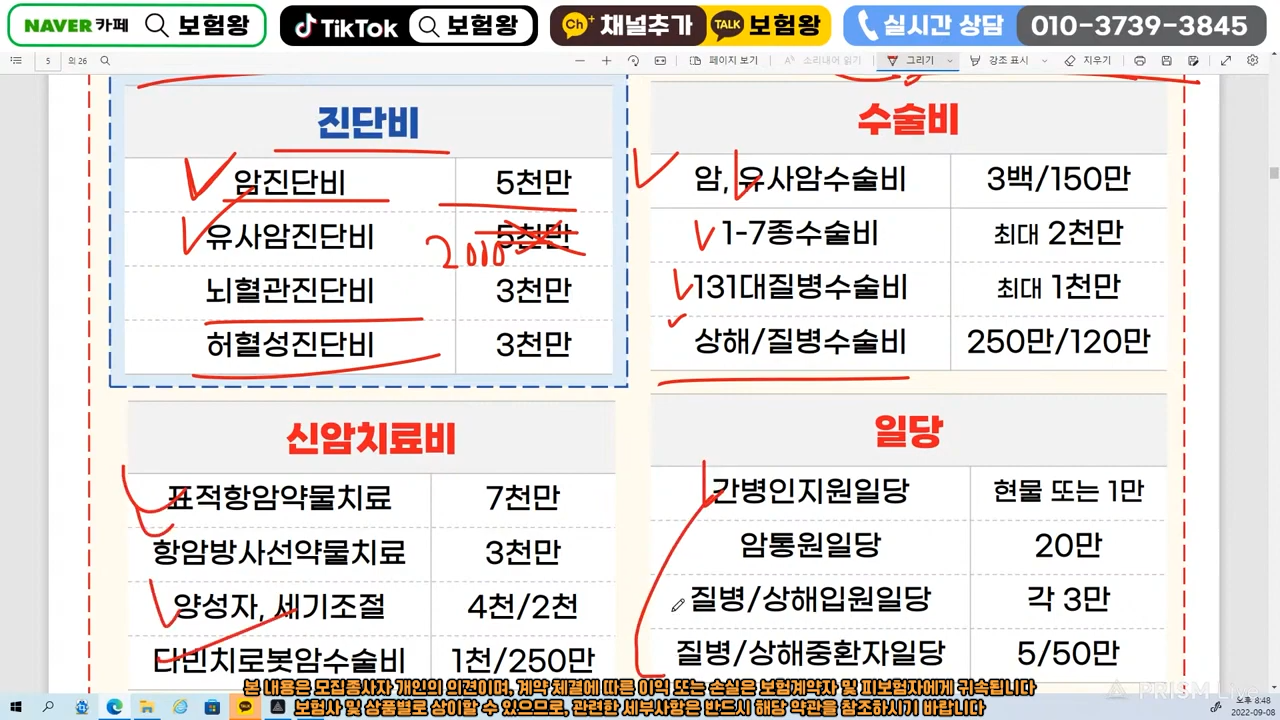 NAVER 카페 보험왕 TikTok 보험왕 Ch+ 채널추가 TALK 보험왕 실시간 상담 010-3739-3845
5 의 26 페이지 보기 소리내어 읽기 그리기 강조 표시 지우기
진단비
암진단비 5천만
유사암진단비 5천만
2000
뇌혈관진단비 3천만
허혈성진단비 3천만
수술비
암, 유사암수술비 3백/150만
1-7종수술비 최대 2천만
131대질병수술비 최대 1천만
상해/질병수술비 250만/120만
신암치료비
표적항암약물치료 7천만
항암방사선약물치료 3천만
양성자, 세기조절 4천/2천
다빈치로봇암수술비 1천/250만
일당
간병인지원일당 현물 또는 1만
암통원일당 20만
질병/상해입원일당 각 3만
질병/상해중환자일당 5/50만
본 내용은 모집종사자 개인의 의견이며, 계약 체결에 따른 이익 또는 손실은 보험계약자 및 피보험자에게 귀속됩니다
보험사 및 상품별로 상이할 수 있으므로, 관련한 세부사항은 반드시 해당 약관을 참조하시기 바랍니다
PRISM Live
오후 8:48
2022-09-08